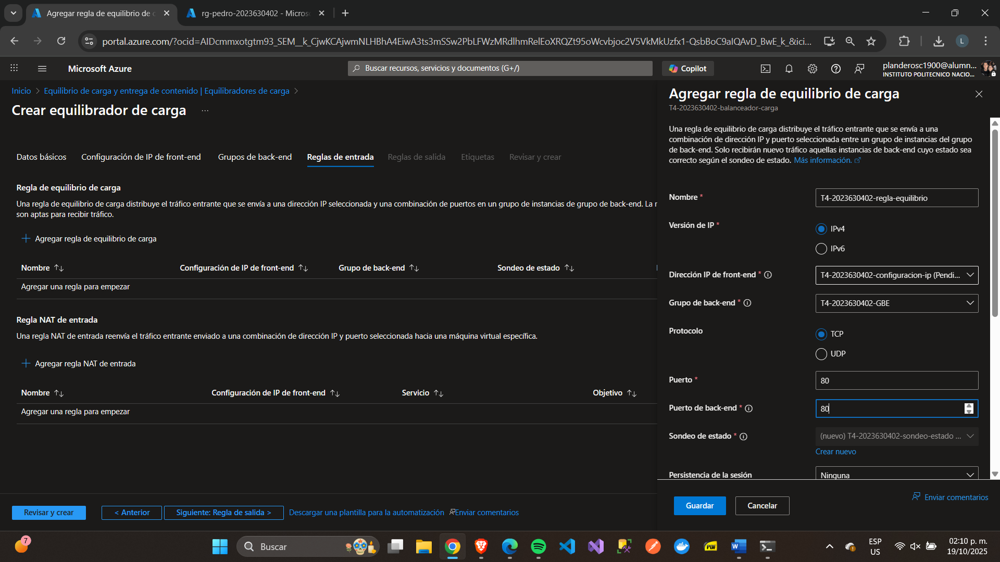 Agregar regla de equilibrio de c
rg-pedro-2023630402 - Micros
portal.azure.com/?ocid=AIDcmmxotgtm93_SEM__k_CjwKCAjwmNLHBhA4EiwA3ts3mSSw2PbLFWzMRdlhmRelEoXRQZt95oWcvbjoc2V5VkMkUzfx1-QsbBoC9aIQAvD_BwE_k_&ici...
L
Microsoft Azure
Buscar recursos, servicios y documentos (G+/)
Copilot
planderosc1900@alumn...
INSTITUTO POLITECNICO NACIO...
Inicio > Equilibrio de carga y entrega de contenido | Equilibradores de carga >
Crear equilibrador de carga ...
Datos básicos Configuración de IP de front-end Grupos de back-end Reglas de entrada Reglas de salida Etiquetas Revisar y crear
Regla de equilibrio de carga
Una regla de equilibrio de carga distribuye el tráfico entrante que se envía a una dirección IP seleccionada y una combinación de puertos en un grupo de instancias de grupo de back-end. La r
son aptas para recibir tráfico.
+ Agregar regla de equilibrio de carga
Nombre ↑↓ Configuración de IP de front-end ↑↓ Grupo de back-end ↑↓ Sondeo de estado ↑↓
Agregar una regla para empezar
Regla NAT de entrada
Una regla NAT de entrada reenvía el tráfico entrante enviado a una combinación de dirección IP y puerto seleccionada hacia una máquina virtual específica.
+ Agregar regla NAT de entrada
Nombre ↑↓ Configuración de IP de front-end ↑↓ Servicio ↑↓ Objetivo ↑↓
Agregar una regla para empezar
Revisar y crear
< Anterior
Siguiente: Regla de salida >
Descargar una plantilla para la automatización
Enviar comentarios
Agregar regla de equilibrio de carga
T4-2023630402-balanceador-carga
Una regla de equilibrio de carga distribuye el tráfico entrante que se envía a una
combinación de dirección IP y puerto seleccionada entre un grupo de instancias del grupo
de back-end. Solo recibirán nuevo tráfico aquellas instancias de back-end cuyo estado sea
correcto según el sondeo de estado. Más información.
Nombre * T4-2023630402-regla-equilibrio
Versión de IP * IPv4
IPv6
Dirección IP de front-end * T4-2023630402-configuracion-ip (Pendi...
Grupo de back-end * T4-2023630402-GBE
Protocolo TCP
UDP
Puerto * 80
Puerto de back-end * 80
Sondeo de estado * (nuevo) T4-2023630402-sondeo-estado ...
Crear nuevo
Persistencia de la sesión Ninguna
Guardar
Cancelar
Enviar comentarios
7
Buscar
PDF
ESP
US
02:10 p. m.
19/10/2025